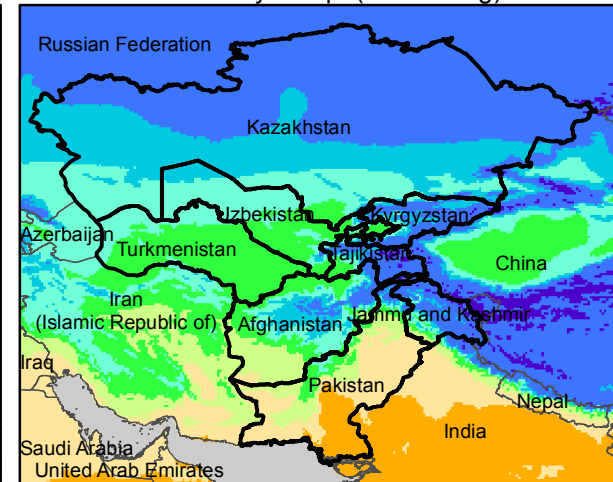 Russian Federation
Kazakhstan
Uzbekistan
Kyrgyzstan
Azerbaijan
Turkmenistan
Tajikistan
China
Iran
(Islamic Republic of)
Afghanistan
Jammu and Kashmir
Iraq
Pakistan
Nepal
India
Saudi Arabia
United Arab Emirates